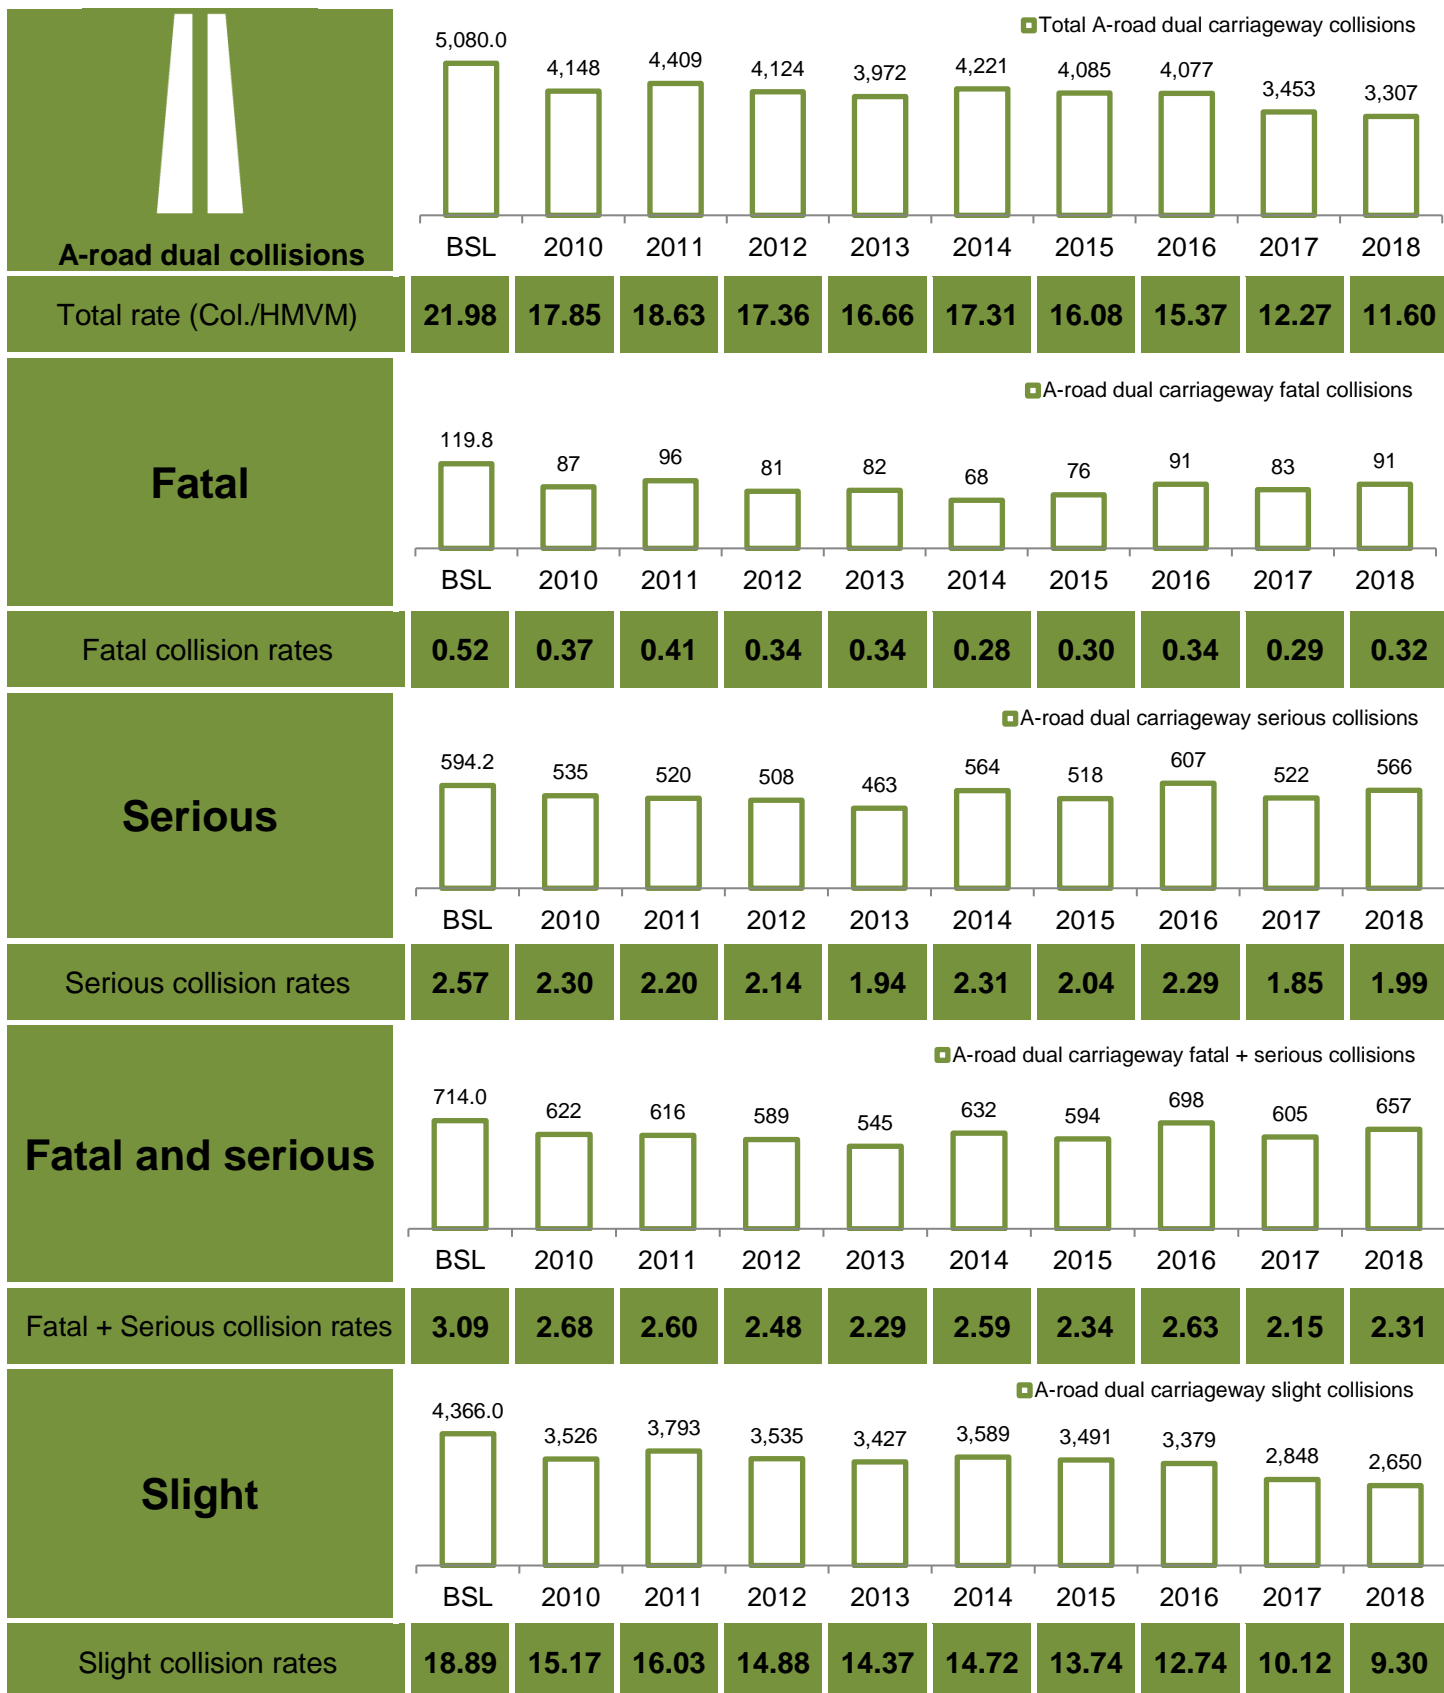 Total A-road dual carriageway collisions
5,080.0 4,148 4,409 4,124 3,972 4,221 4,085 4,077 3,453 3,307
A-road dual collisions
BSL 2010 2011 2012 2013 2014 2015 2016 2017 2018
Total rate (Col./HMVM) 21.98 17.85 18.63 17.36 16.66 17.31 16.08 15.37 12.27 11.60
A-road dual carriageway fatal collisions
119.8 87 96 81 82 68 76 91 83 91
Fatal
BSL 2010 2011 2012 2013 2014 2015 2016 2017 2018
Fatal collision rates 0.52 0.37 0.41 0.34 0.34 0.28 0.30 0.34 0.29 0.32
A-road dual carriageway serious collisions
594.2 535 520 508 463 564 518 607 522 566
Serious
BSL 2010 2011 2012 2013 2014 2015 2016 2017 2018
Serious collision rates 2.57 2.30 2.20 2.14 1.94 2.31 2.04 2.29 1.85 1.99
A-road dual carriageway fatal + serious collisions
714.0 622 616 589 545 632 594 698 605 657
Fatal and serious
BSL 2010 2011 2012 2013 2014 2015 2016 2017 2018
Fatal + Serious collision rates 3.09 2.68 2.60 2.48 2.29 2.59 2.34 2.63 2.15 2.31
A-road dual carriageway slight collisions
4,366.0 3,526 3,793 3,535 3,427 3,589 3,491 3,379 2,848 2,650
Slight
BSL 2010 2011 2012 2013 2014 2015 2016 2017 2018
Slight collision rates 18.89 15.17 16.03 14.88 14.37 14.72 13.74 12.74 10.12 9.30